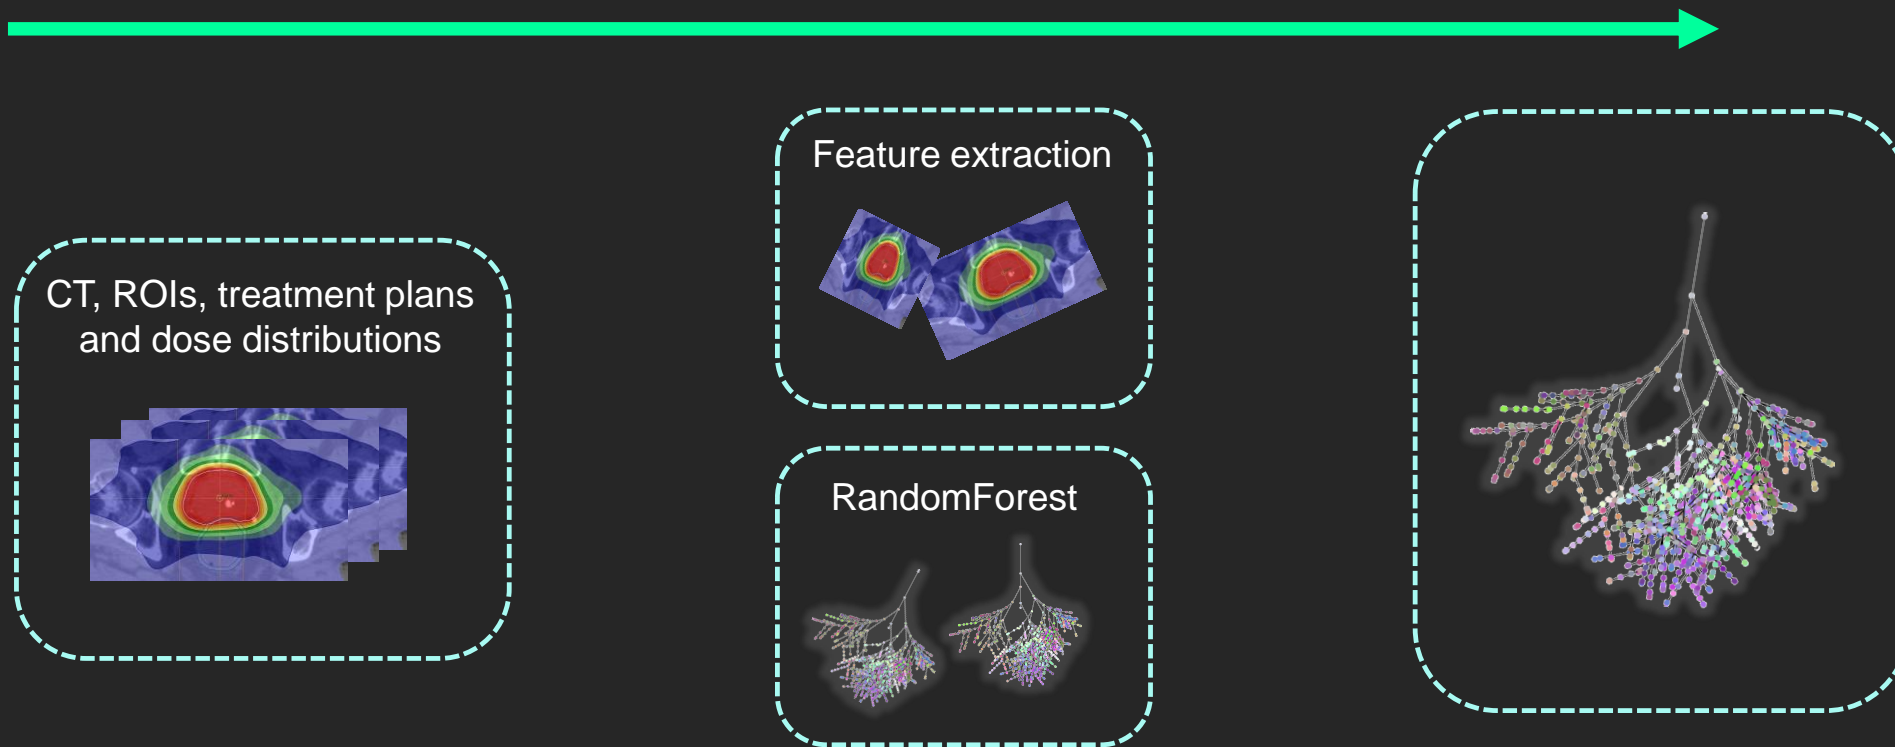 CT, ROIs, treatment plans
and dose distributions
Feature extraction
RandomForest